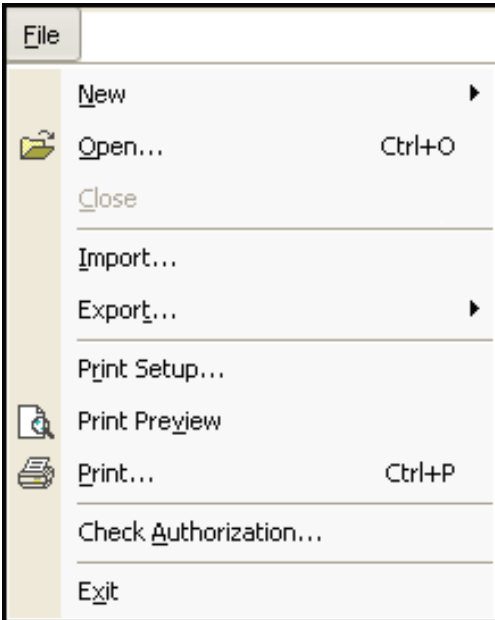 File
New
Open... Ctrl+O
Close
Import...
Export...
Print Setup...
Print Preview
Print... Ctrl+P
Check Authorization...
Exit